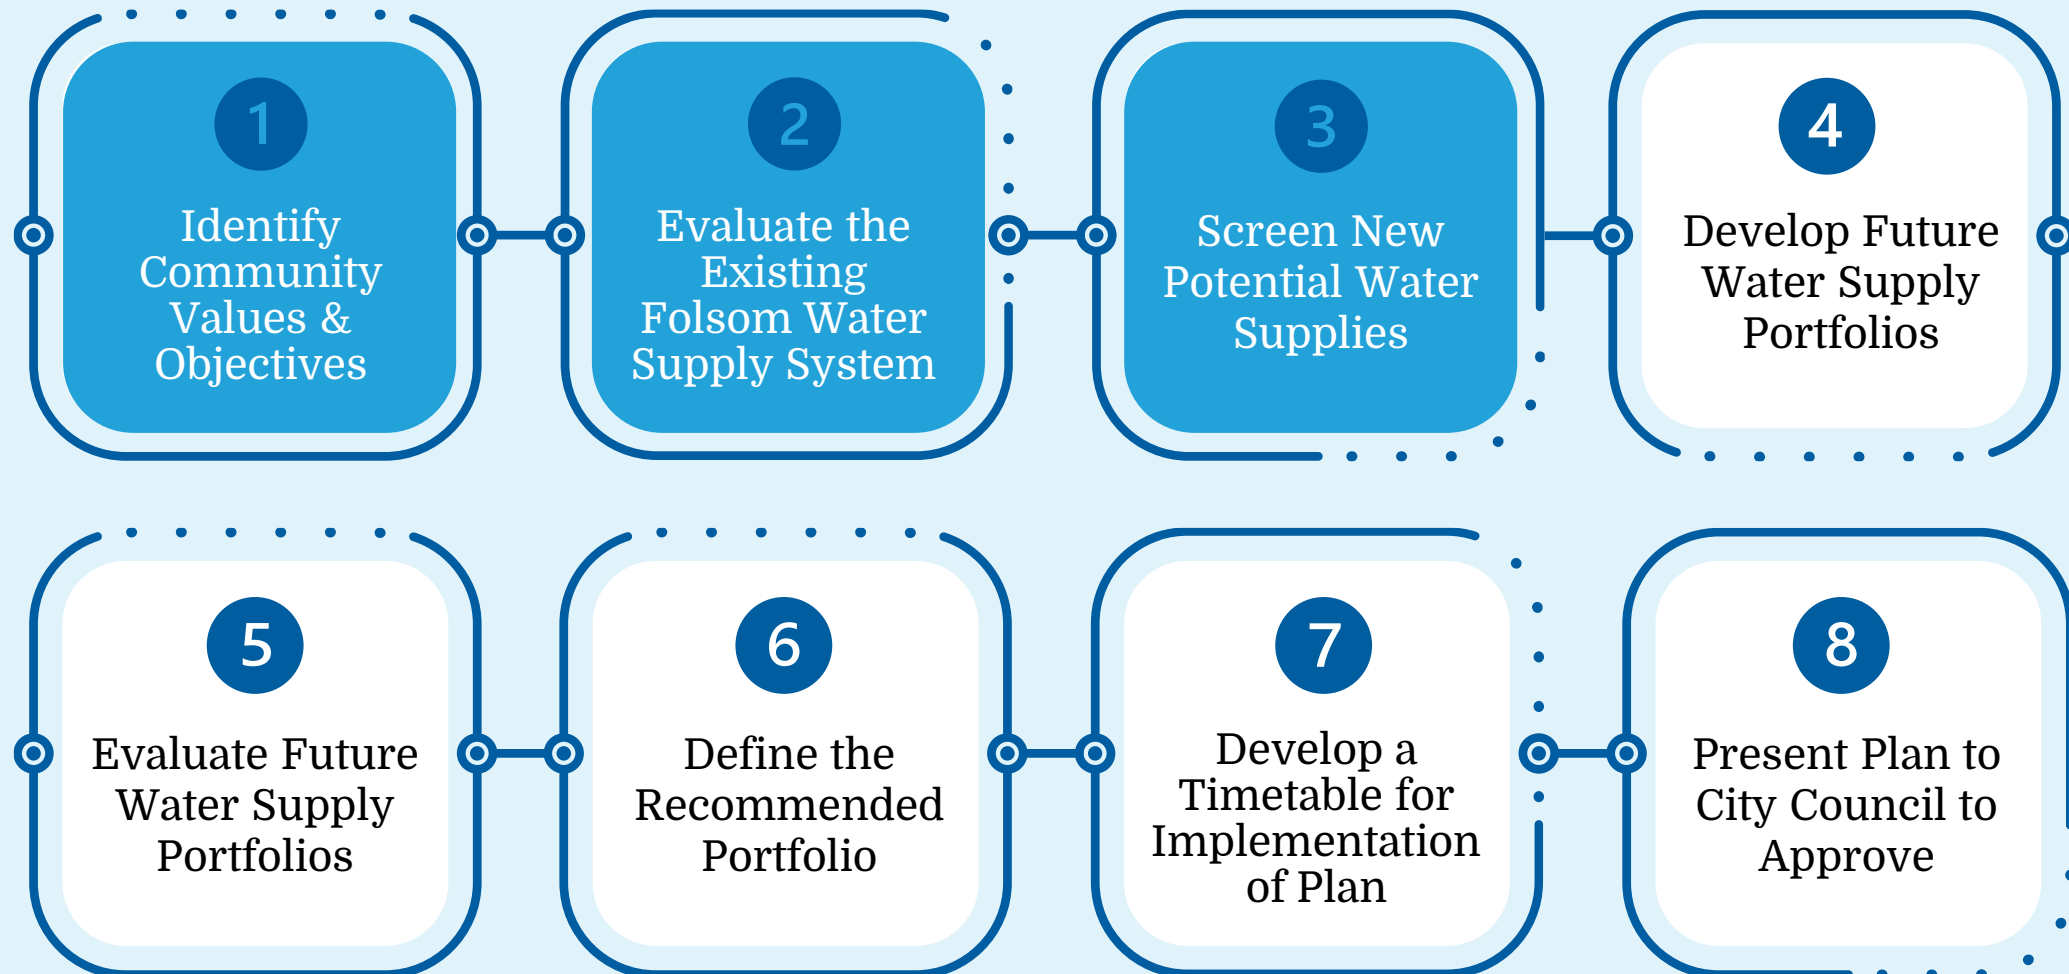 1
Identify
Community
Values &
Objectives
2
Evaluate the
Existing
Folsom Water
Supply System
3
Screen New
Potential Water
Supplies
4
Develop Future
Water Supply
Portfolios
5
Evaluate Future
Water Supply
Portfolios
6
Define the
Recommended
Portfolio
7
Develop a
Timetable for
Implementation
of Plan
8
Present Plan to
City Council to
Approve